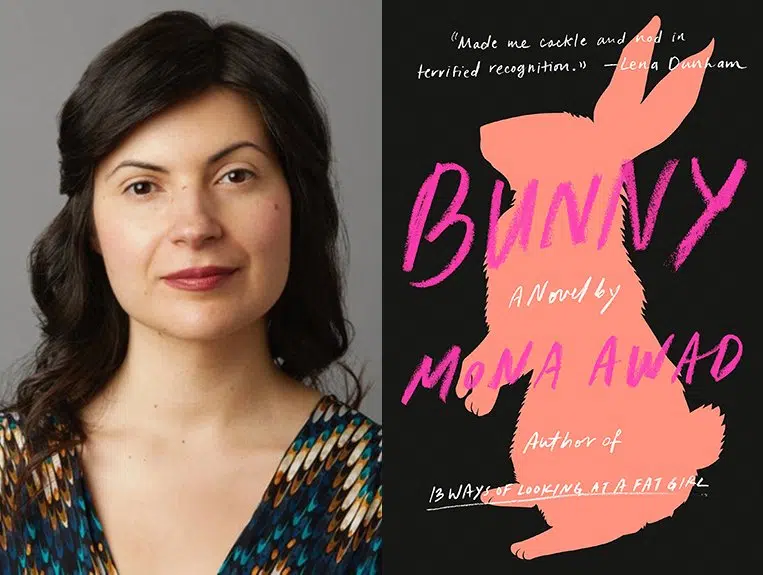 “Made me cackle and nod in
terrified recognition.” —Lena Dunham
BUNNY
A Novel by
MONA AWAD
Author of
13 WAYS OF LOOKING AT A FAT GIRL